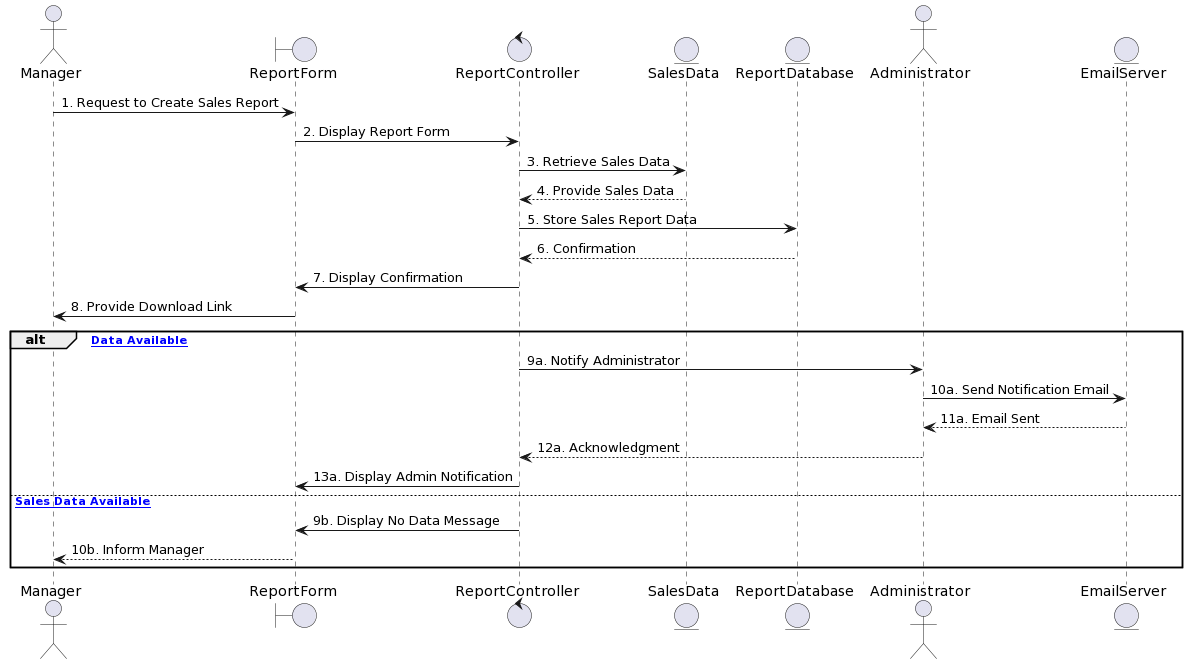 Manager ReportForm ReportController SalesData ReportDatabase Administrator EmailServer
1. Request to Create Sales Report
2. Display Report Form
3. Retrieve Sales Data
4. Provide Sales Data
5. Store Sales Report Data
6. Confirmation
7. Display Confirmation
8. Provide Download Link
alt Data Available
9a. Notify Administrator
10a. Send Notification Email
11a. Email Sent
12a. Acknowledgment
13a. Display Admin Notification
Sales Data Available
9b. Display No Data Message
10b. Inform Manager
Manager ReportForm ReportController SalesData ReportDatabase Administrator EmailServer